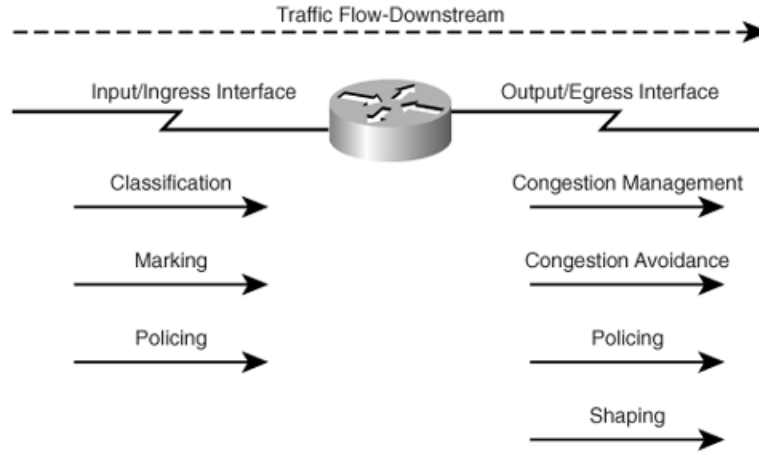 Traffic Flow-Downstream
Input/Ingress Interface
Output/Egress Interface
Classification
Congestion Management
Marking
Congestion Avoidance
Policing
Policing
Shaping